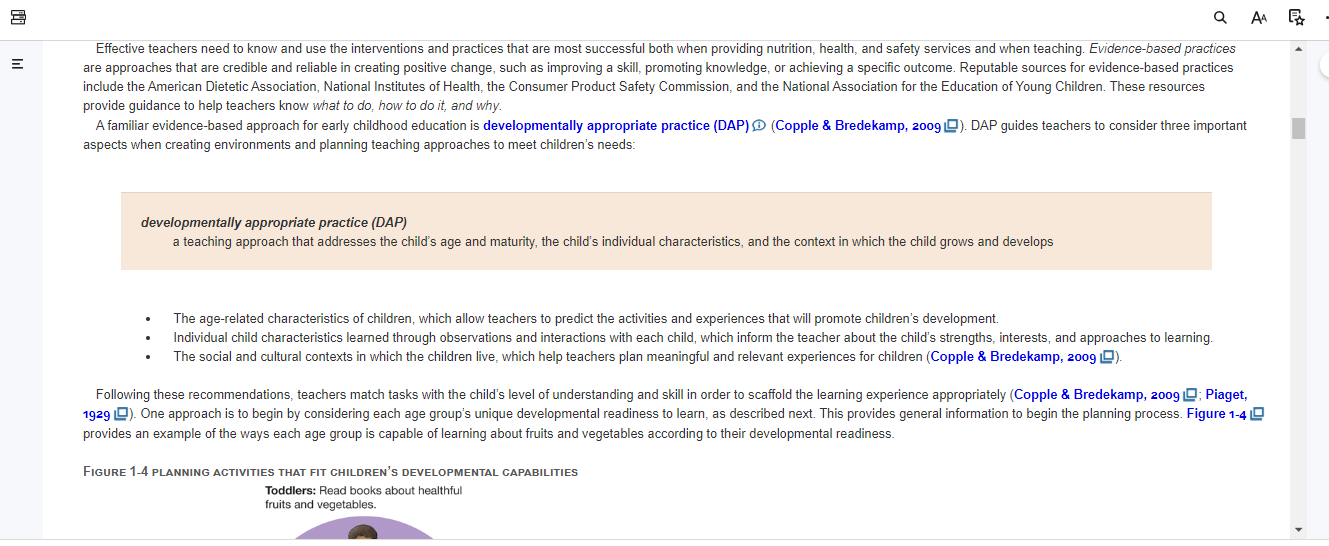 Effective teachers need to know and use the interventions and practices that are most successful both when providing nutrition, health, and safety services and when teaching. Evidence-based practices
are approaches that are credible and reliable in creating positive change, such as improving a skill, promoting knowledge, or achieving a specific outcome. Reputable sources for evidence-based practices
include the American Dietetic Association, National Institutes of Health, the Consumer Product Safety Commission, and the National Association for the Education of Young Children. These resources
provide guidance to help teachers know what to do, how to do it, and why.
A familiar evidence-based approach for early childhood education is developmentally appropriate practice (DAP) (Copple & Bredekamp, 2009). DAP guides teachers to consider three important
aspects when creating environments and planning teaching approaches to meet children's needs:
developmentally appropriate practice (DAP)
a teaching approach that addresses the child's age and maturity, the child's individual characteristics, and the context in which the child grows and develops
• The age-related characteristics of children, which allow teachers to predict the activities and experiences that will promote children's development.
• Individual child characteristics learned through observations and interactions with each child, which inform the teacher about the child's strengths, interests, and approaches to learning.
• The social and cultural contexts in which the children live, which help teachers plan meaningful and relevant experiences for children (Copple & Bredekamp, 2009).
Following these recommendations, teachers match tasks with the child's level of understanding and skill in order to scaffold the learning experience appropriately (Copple & Bredekamp, 2009; Piaget,
1929). One approach is to begin by considering each age group's unique developmental readiness to learn, as described next. This provides general information to begin the planning process. Figure 1-4
provides an example of the ways each age group is capable of learning about fruits and vegetables according to their developmental readiness.
FIGURE 1-4 PLANNING ACTIVITIES THAT FIT CHILDREN'S DEVELOPMENTAL CAPABILITIES
Toddlers: Read books about healthful
fruits and vegetables.